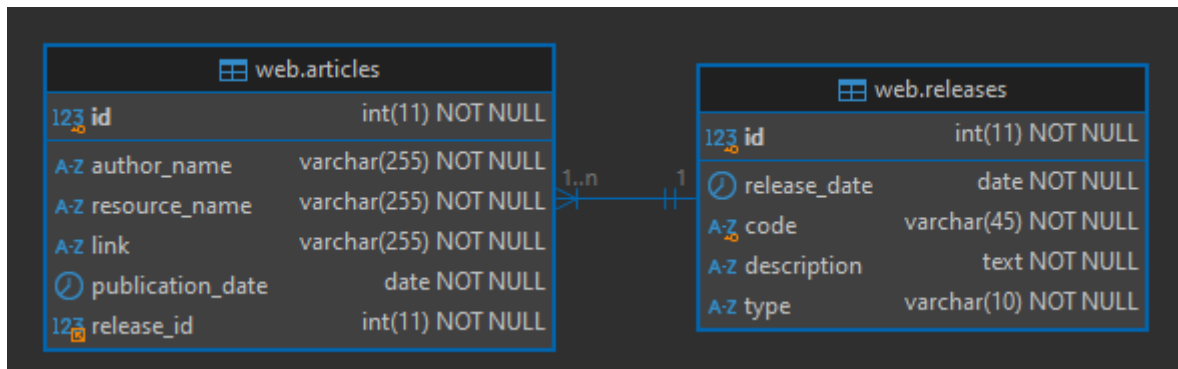 web.articles
123 id int(11) NOT NULL
A-Z author_name varchar(255) NOT NULL
A-Z resource_name varchar(255) NOT NULL
A-Z link varchar(255) NOT NULL
publication_date date NOT NULL
123 release_id int(11) NOT NULL
1..n 1
web.releases
123 id int(11) NOT NULL
release_date date NOT NULL
A-Z code varchar(45) NOT NULL
A-Z description text NOT NULL
A-Z type varchar(10) NOT NULL